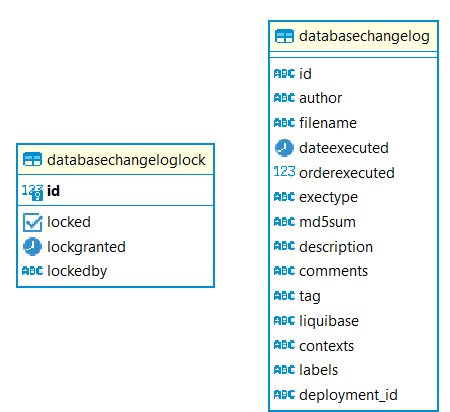 databasechangeloglock
123 id
locked
lockgranted
ABC lockedby
databasechangelog
ABC id
ABC author
ABC filename
dateexecuted
123 orderexecuted
ABC exectype
ABC md5sum
ABC description
ABC comments
ABC tag
ABC liquibase
ABC contexts
ABC labels
ABC deployment_id